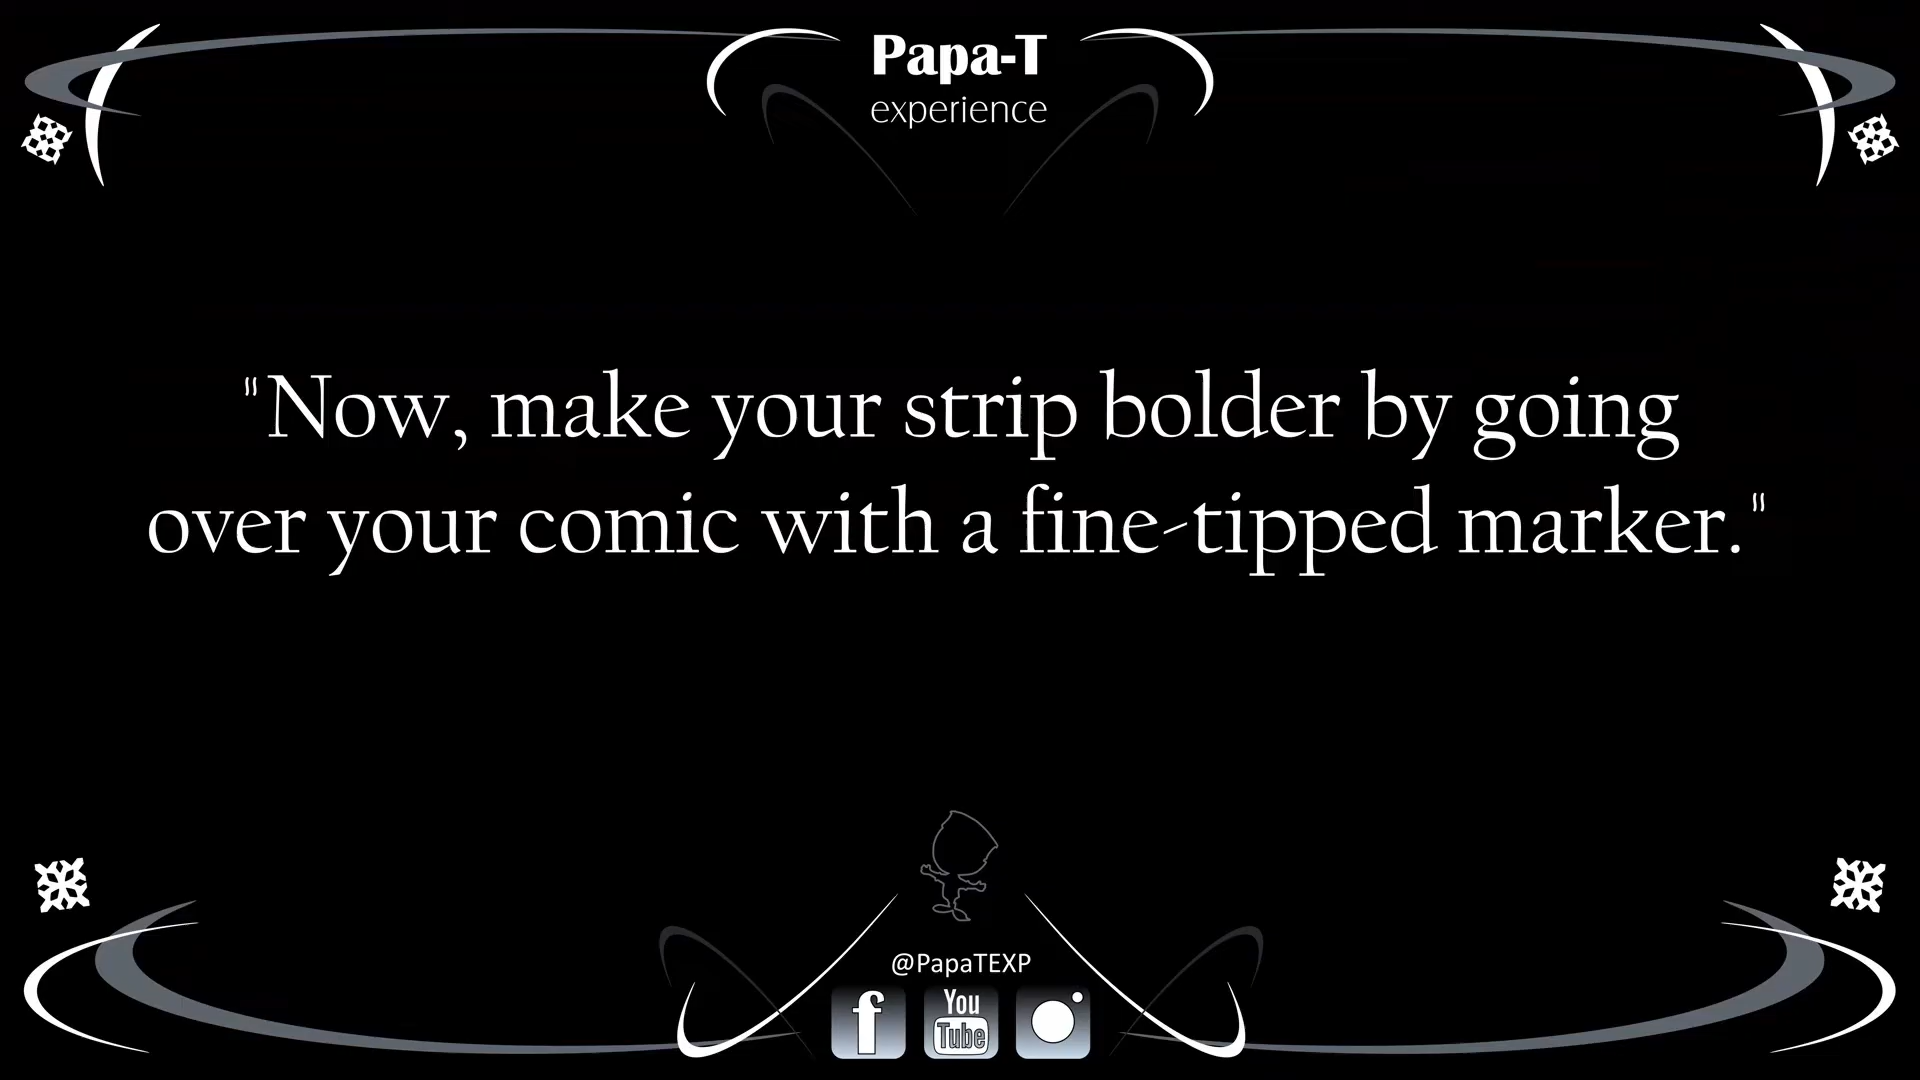 Papa-T
experience
"Now, make your strip bolder by going
over your comic with a fine-tipped marker."
@PapaTEXP
f
You
Tube